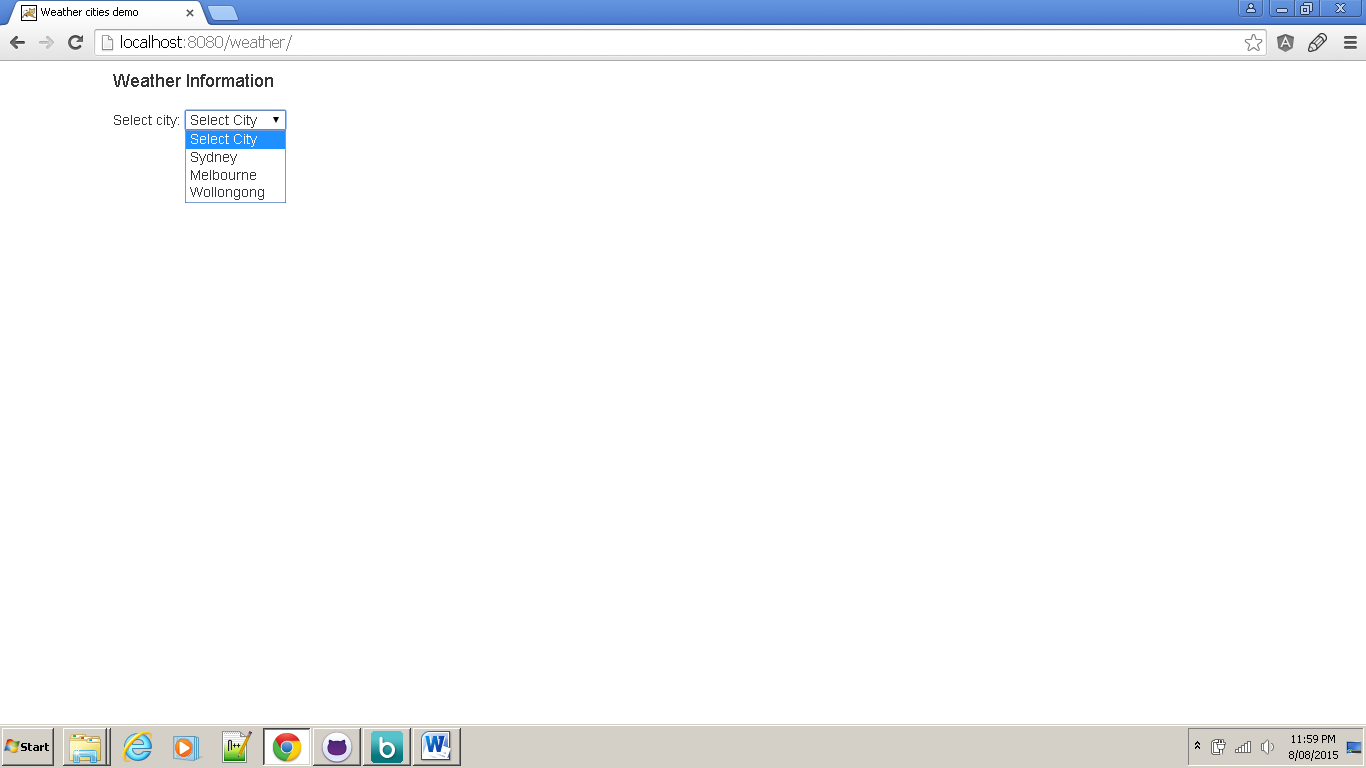 Weather cities demo
localhost:8080/weather/
Weather Information
Select city: Select City
Select City
Sydney
Melbourne
Wollongong
Start
11:59 PM
8/08/2015